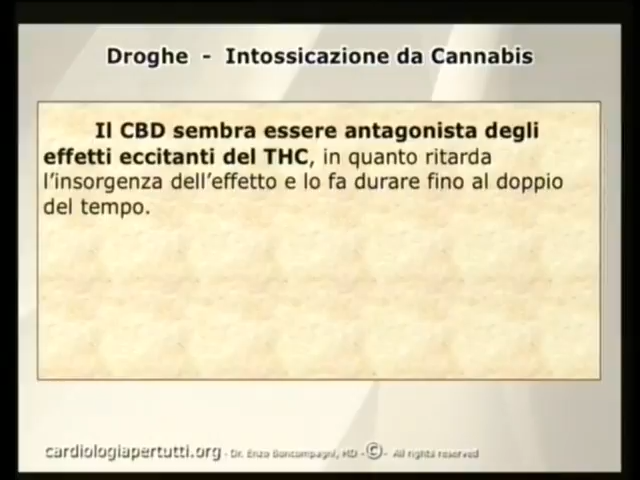 Droghe - Intossicazione da Cannabis
Il CBD sembra essere antagonista degli
effetti eccitanti del THC, in quanto ritarda
l'insorgenza dell'effetto e lo fa durare fino al doppio
del tempo.
cardiologiapertutti.org - Dr. Enzo Boncompagni, MD - © - All rights reserved